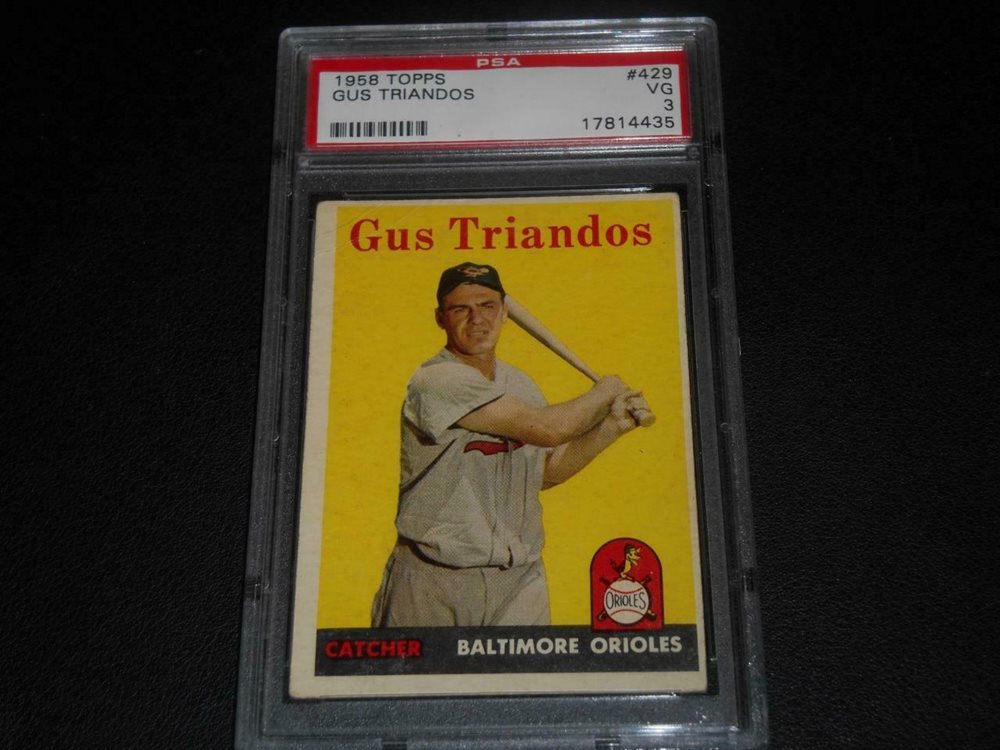 PSA
1958 TOPPS #429
GUS TRIANDOS VG
3
17814435
Gus Triandos
ORIOLES
CATCHER BALTIMORE ORIOLES